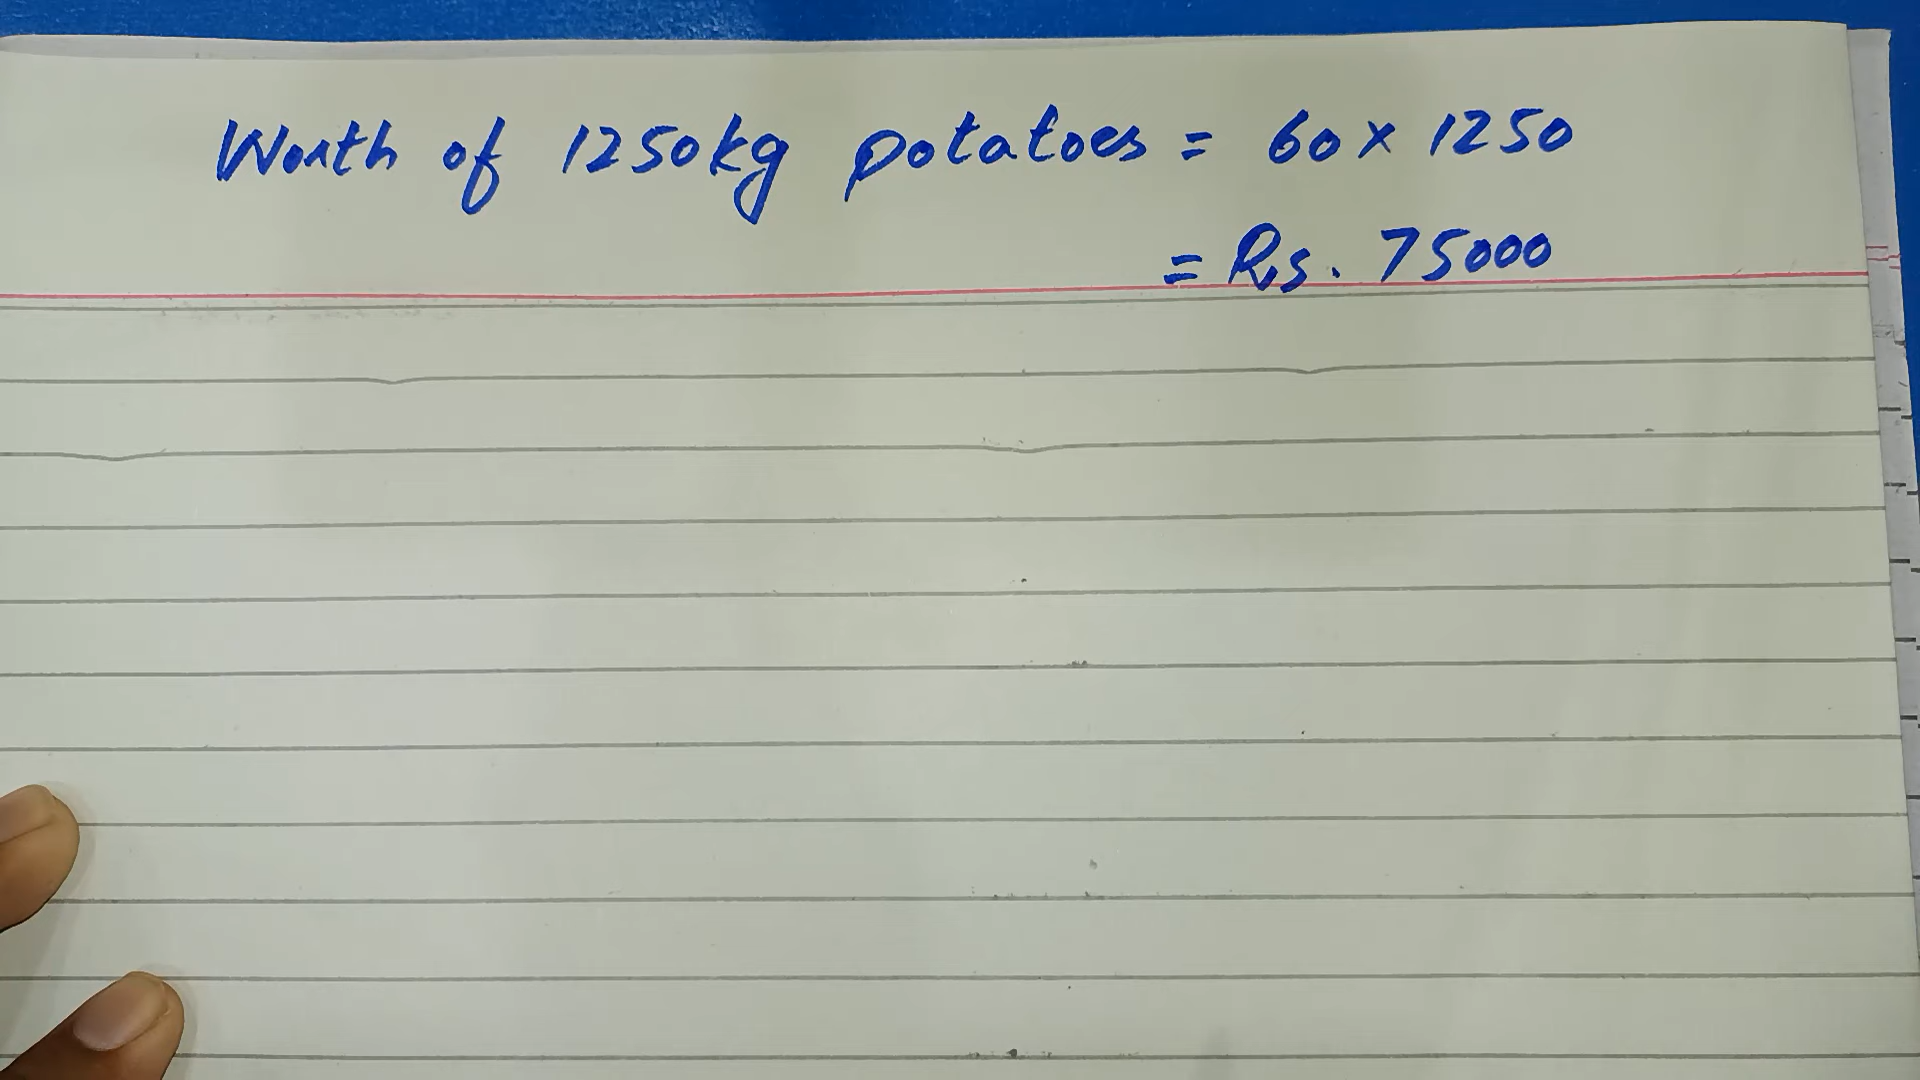 Worth of 1250kg potatoes = 60 × 1250
= Rs. 75000